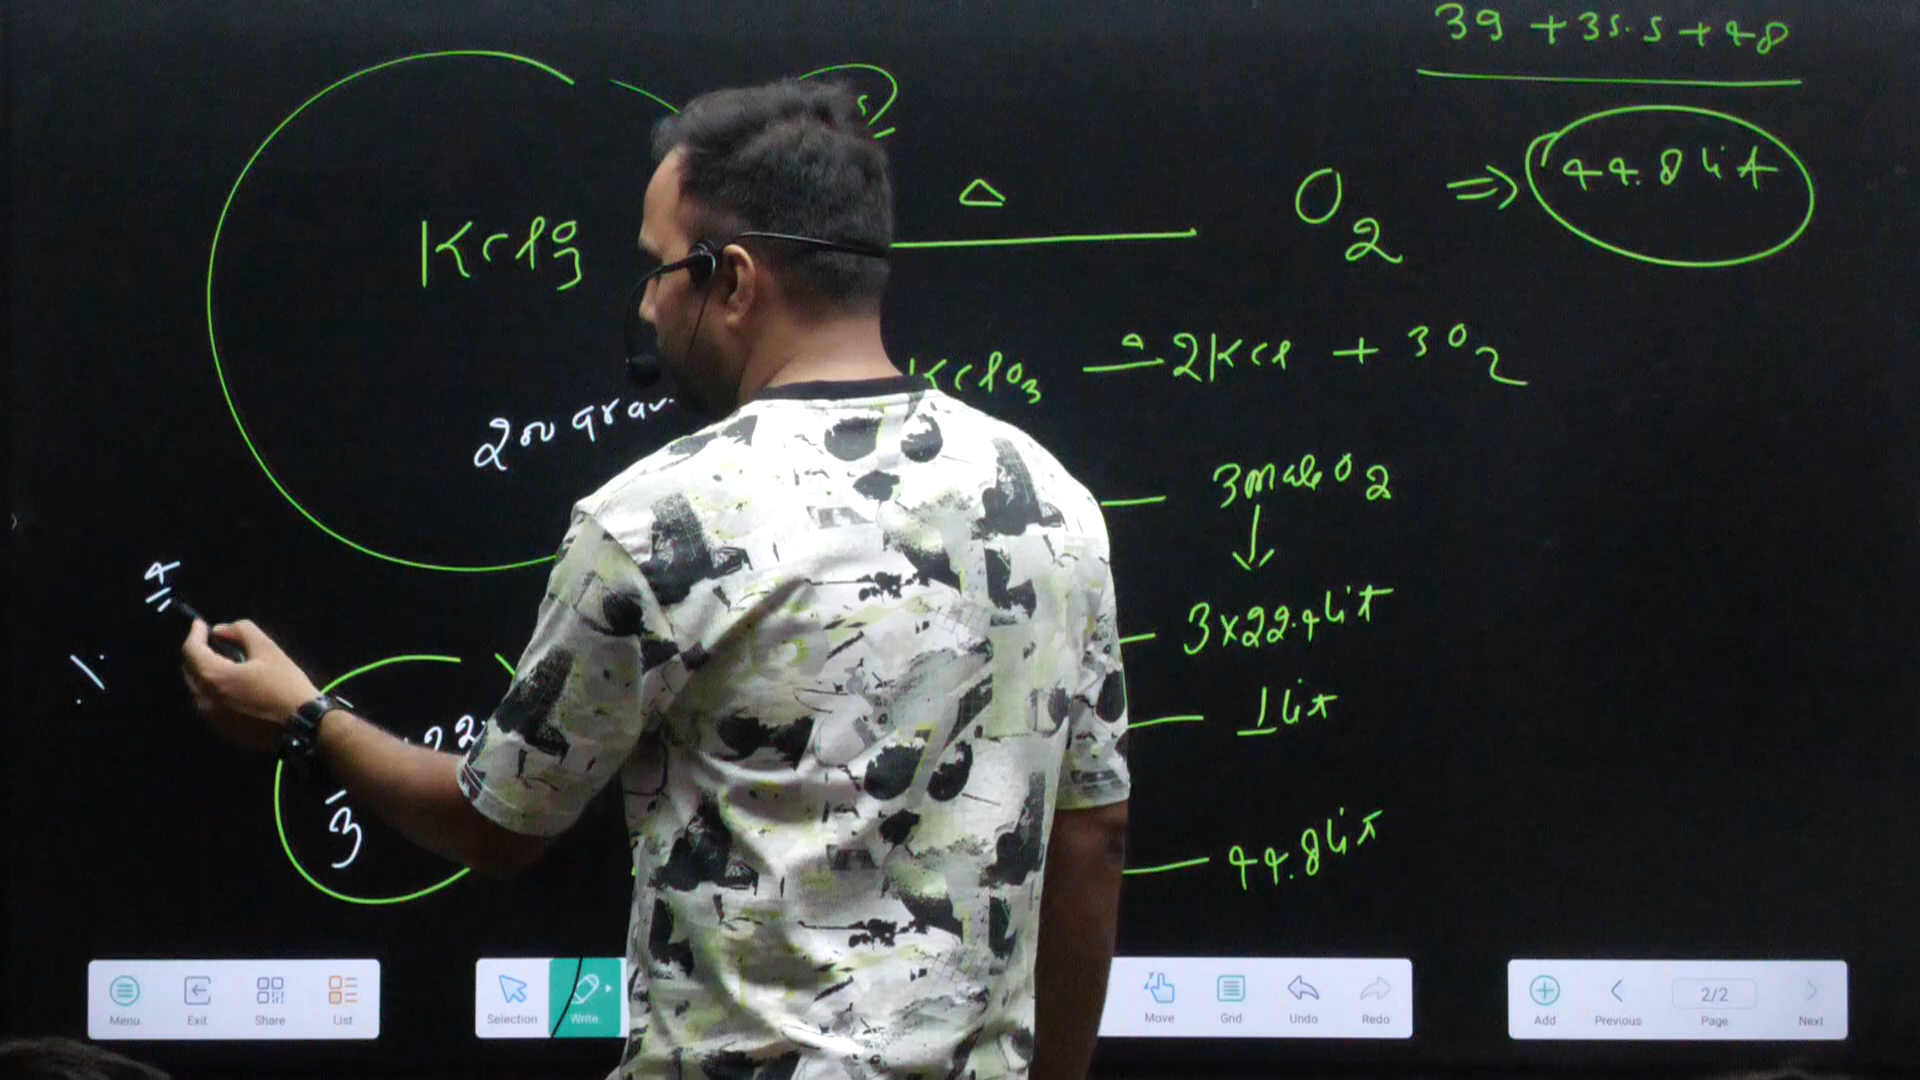 39 + 35.5 + 48
KClO3 Δ O2 ⇒ 44.8 lit
KClO3 Δ 2KCl + 3O2
200 gram
3 mole O2
3x22.4 lit
1 lit
44.8 lit
3
Menu Exit Share List Selection Write Move Grid Undo Redo Add Previous 2/2 Page Next